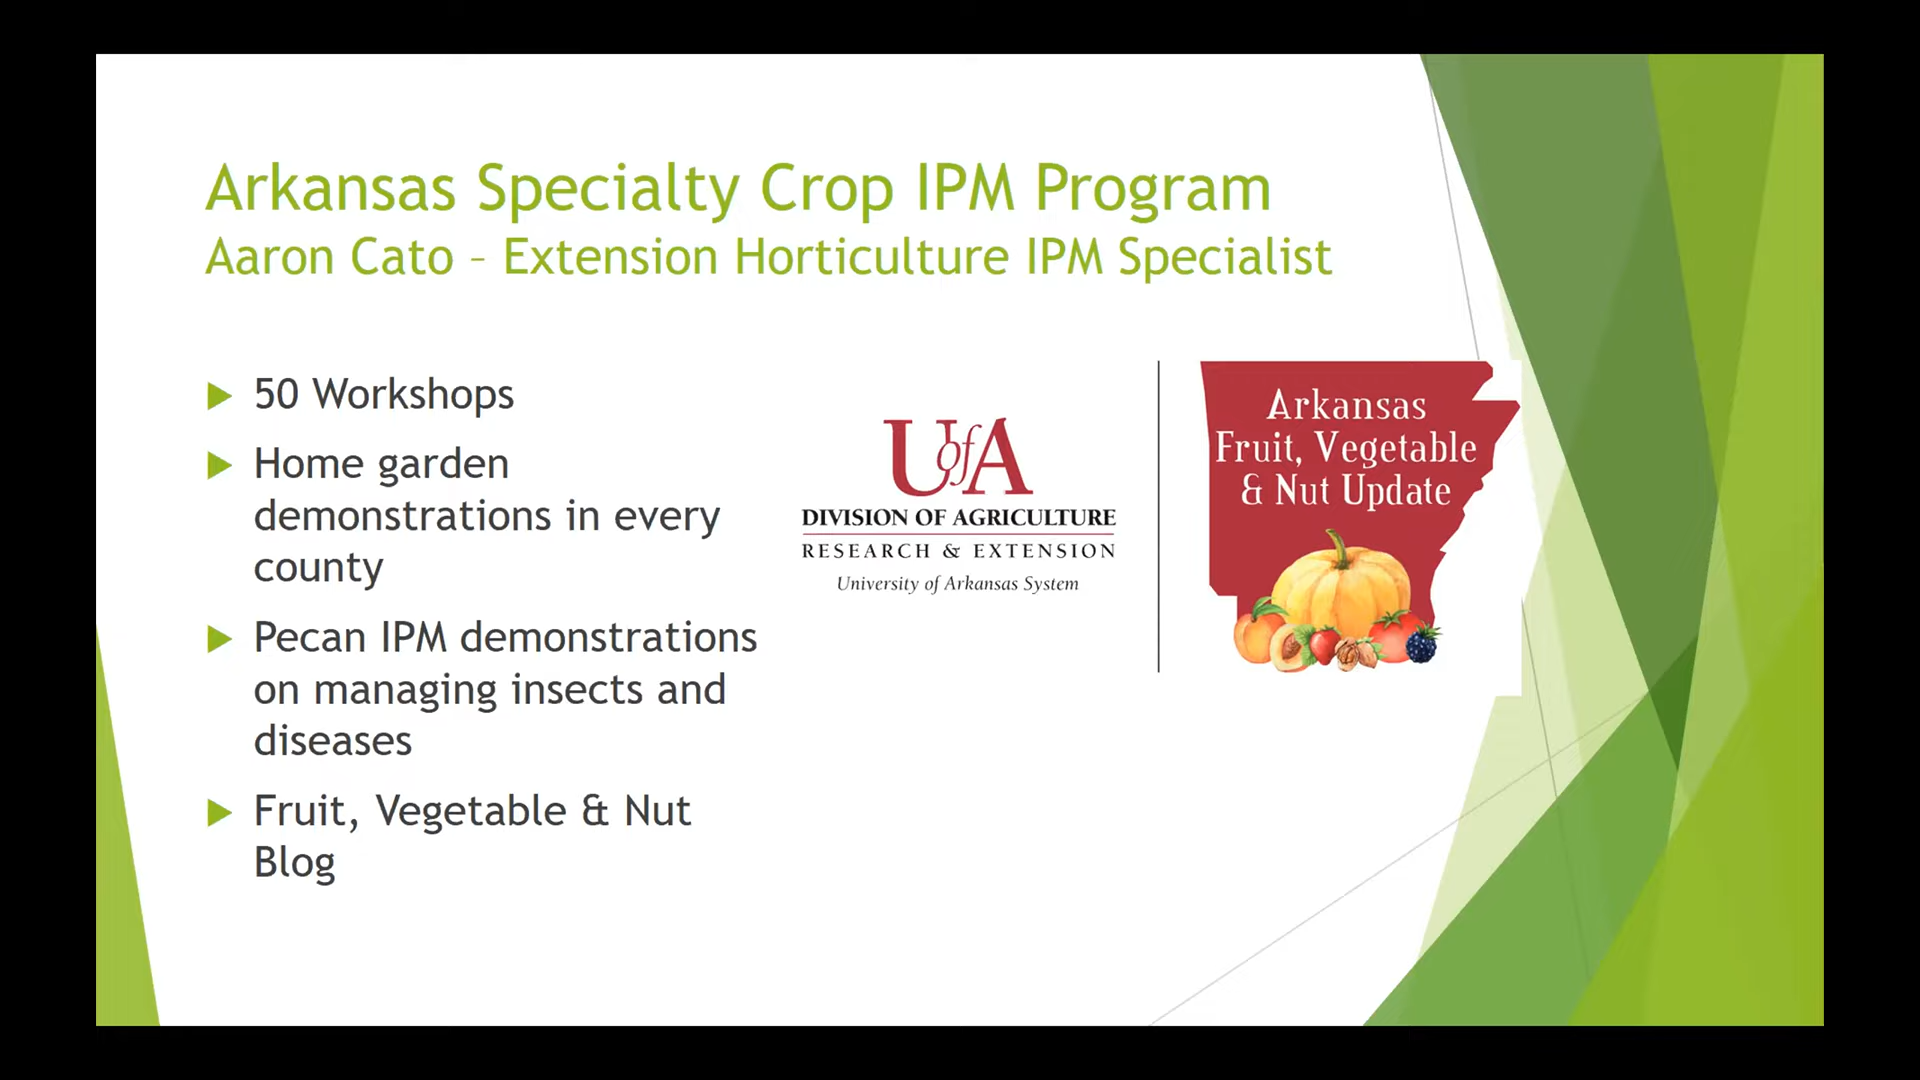 Arkansas Specialty Crop IPM Program
Aaron Cato – Extension Horticulture IPM Specialist
50 Workshops
Home garden
demonstrations in every
county
Pecan IPM demonstrations
on managing insects and
diseases
Fruit, Vegetable & Nut
Blog
UofA
DIVISION OF AGRICULTURE
RESEARCH & EXTENSION
University of Arkansas System
Arkansas
Fruit, Vegetable
& Nut Update